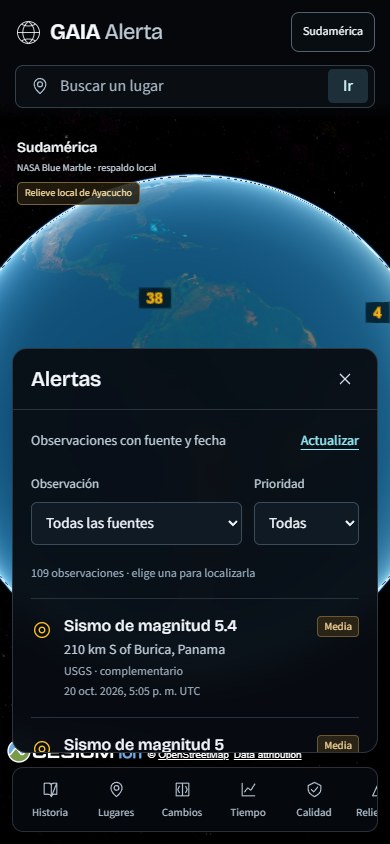 GAIA Alerta
Sudamérica
Buscar un lugar
Ir
Sudamérica
NASA Blue Marble · respaldo local
Relieve local de Ayacucho
38
4
Alertas
Observaciones con fuente y fecha
Actualizar
Observación
Prioridad
Todas las fuentes
Todas
109 observaciones · elige una para localizarla
Sismo de magnitud 5.4
Media
210 km S of Burica, Panama
USGS · complementario
20 oct. 2026, 5:05 p. m. UTC
Sismo de magnitud 5
Media
CESIUM ion © OpenStreetMap Data attribution
Historia
Lugares
Cambios
Tiempo
Calidad